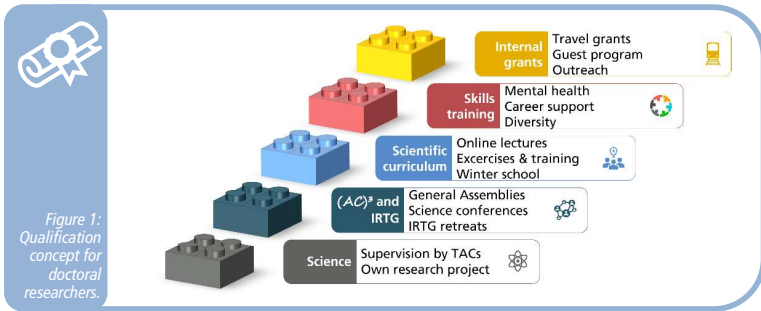 Internal
grants
Travel grants
Guest program
Outreach
Skills
training
Mental health
Career support
Diversity
Scientific
curriculum
Online lectures
Excercises & training
Winter school
(AC)³ and
IRTG
General Assemblies
Science conferences
IRTG retreats
Science
Supervision by TACs
Own research project
Figure 1:
Qualification
concept for
doctoral
researchers.